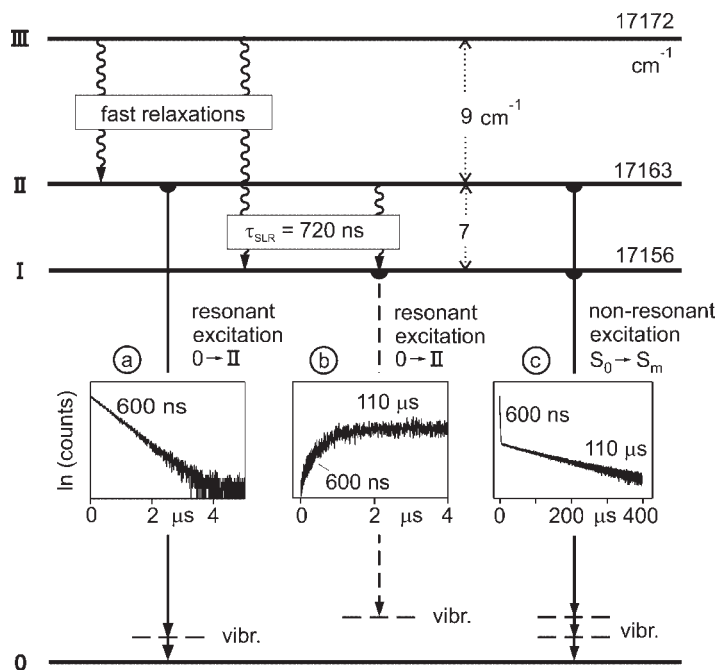 III
17172
cm⁻¹
fast relaxations
9 cm⁻¹
II
17163
τSLR = 720 ns
7
I
17156
resonant
excitation
0→II
resonant
excitation
0→II
non-resonant
excitation
S₀→Sₘ
a
b
c
ln (counts)
600 ns
110 μs
600 ns
600 ns
110 μs
0 2 μs 4
0 2 μs 4
0 200 μs 400
vibr.
vibr.
vibr.
0